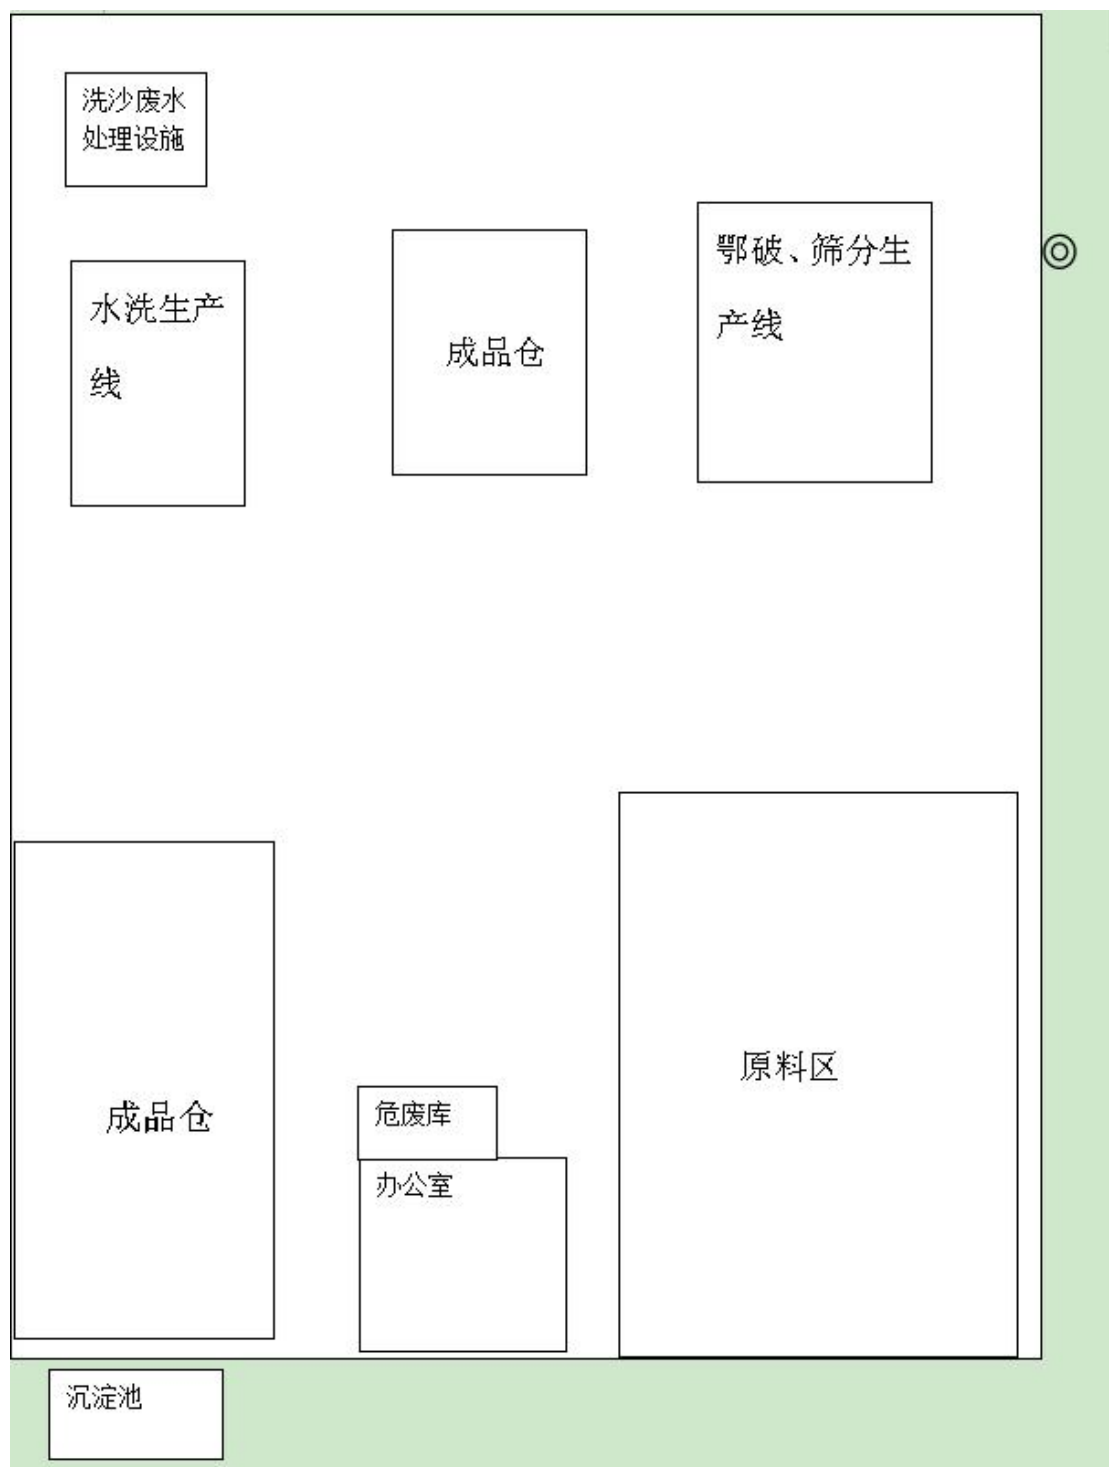 洗沙废水
处理设施
水洗生产
线
成品仓
鄂破、筛分生
产线
成品仓
危废库
办公室
原料区
沉淀池